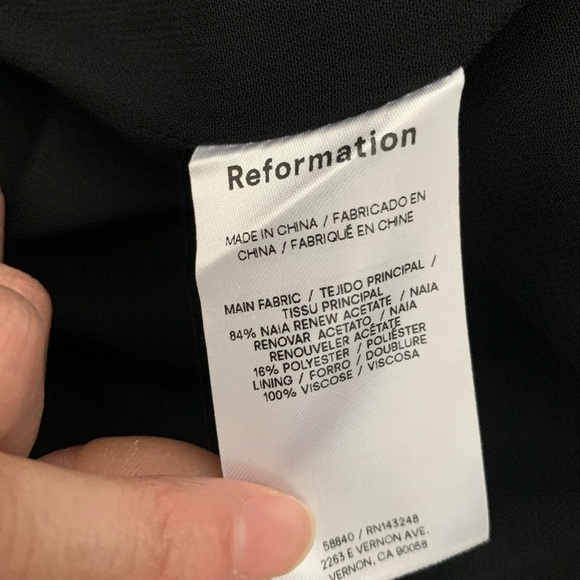 Reformation
MADE IN CHINA / FABRICADO EN
CHINA / FABRIQUÉ EN CHINE
MAIN FABRIC / TEJIDO PRINCIPAL /
TISSU PRINCIPAL
84% NAIA RENEW ACETATE / NAIA
RENOVAR ACETATO / NAIA
RENOUVELER ACÉTATE
16% POLYESTER / POLIÉSTER
LINING / FORRO / DOUBLURE
100% VISCOSE / VISCOSA
58840 / RN143248
2263 E VERNON AVE.
VERNON, CA 90058